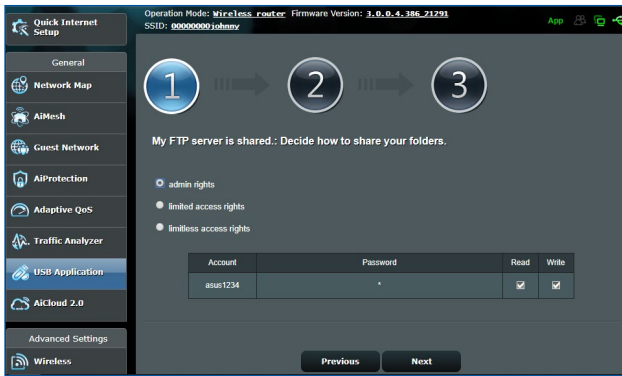 Quick Internet
Setup
Operation Mode: Wireless router Firmware Version: 3.0.0.4.386_21291
SSID: 00000000johnny
App
General
Network Map
AiMesh
Guest Network
AiProtection
Adaptive QoS
Traffic Analyzer
USB Application
AiCloud 2.0
Advanced Settings
Wireless
1 2 3
My FTP server is shared.: Decide how to share your folders.
admin rights
limited access rights
limitless access rights
Account Password Read Write
asus1234 *
Previous Next